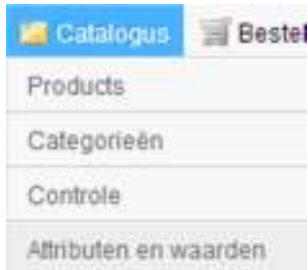 Catalogus
Products
Categorieën
Controle
Attributen en waarden